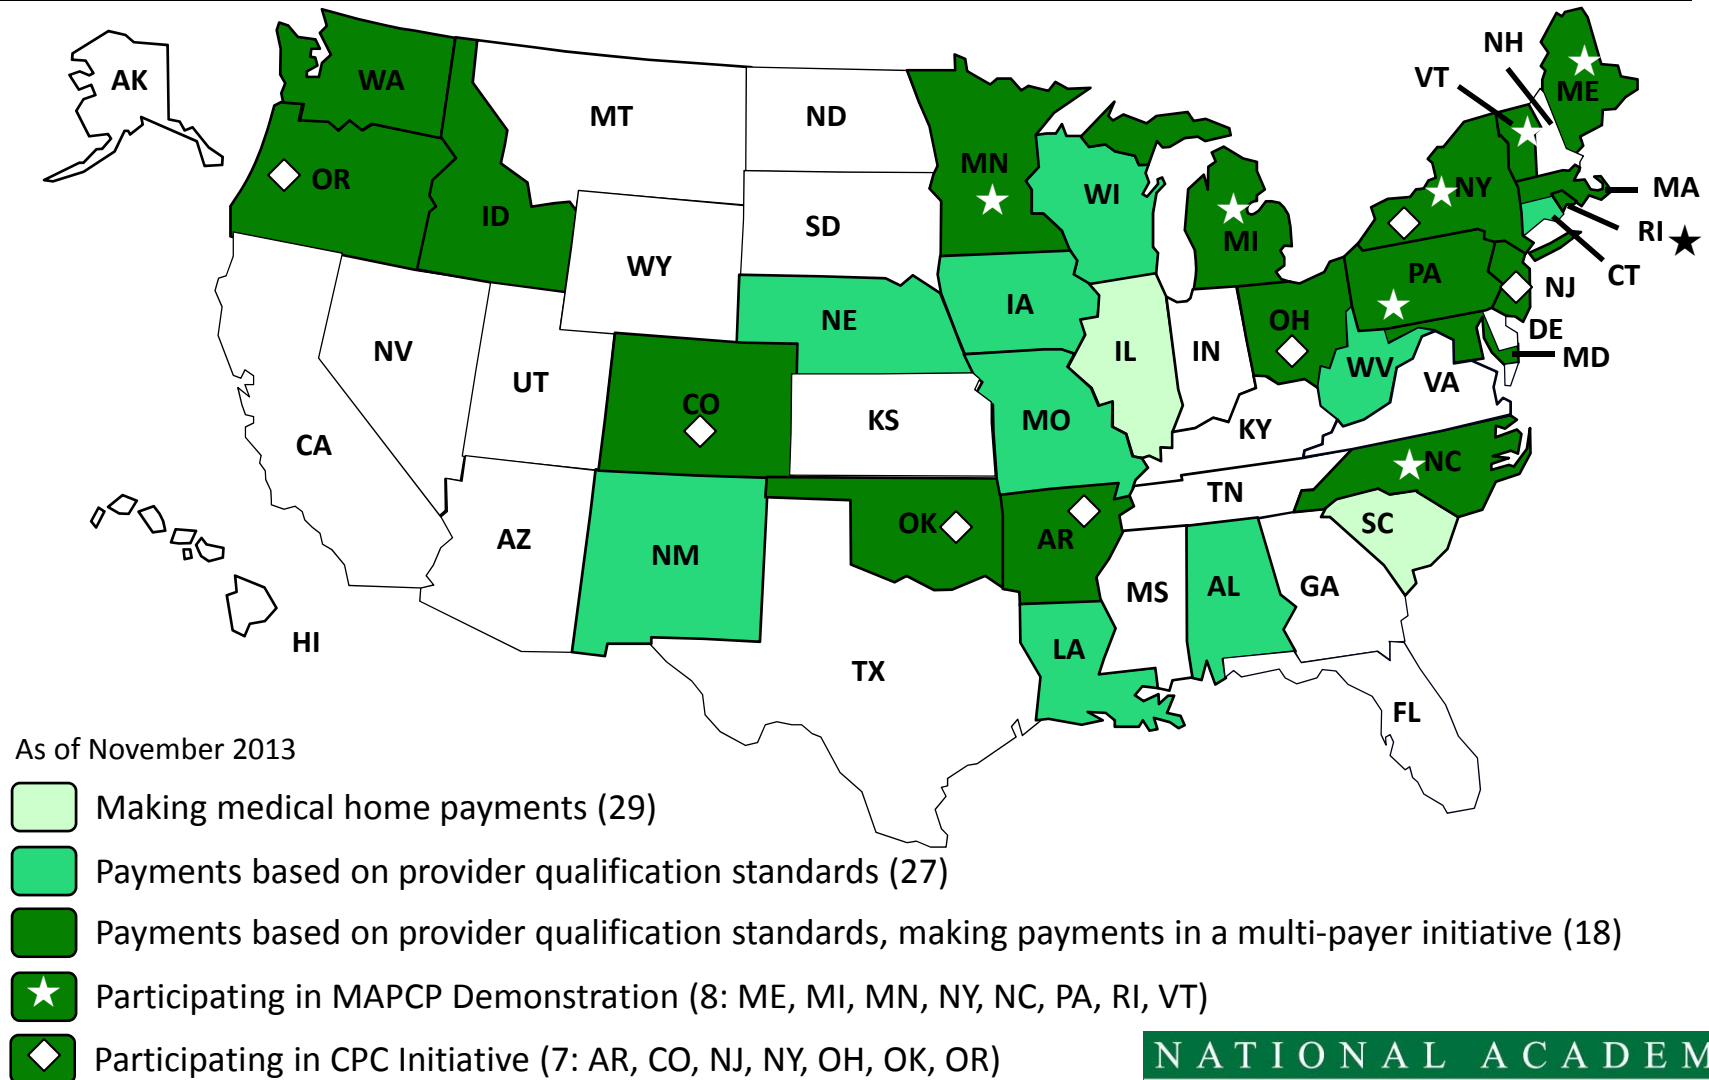 NH
VT
ME
AK
WA
MT
ND
MN
WI
MI
NY
MA
OR
ID
SD
RI
WY
CT
PA
NJ
NE
IA
OH
DE
MD
NV
UT
IL
IN
WV
VA
CO
KS
MO
KY
CA
TN
NC
SC
AZ
NM
OK
AR
MS
AL
GA
HI
LA
TX
FL
As of November 2013
Making medical home payments (29)
Payments based on provider qualification standards (27)
Payments based on provider qualification standards, making payments in a multi-payer initiative (18)
Participating in MAPCP Demonstration (8: ME, MI, MN, NY, NC, PA, RI, VT)
Participating in CPC Initiative (7: AR, CO, NJ, NY, OH, OK, OR)
NATIONAL ACADEM